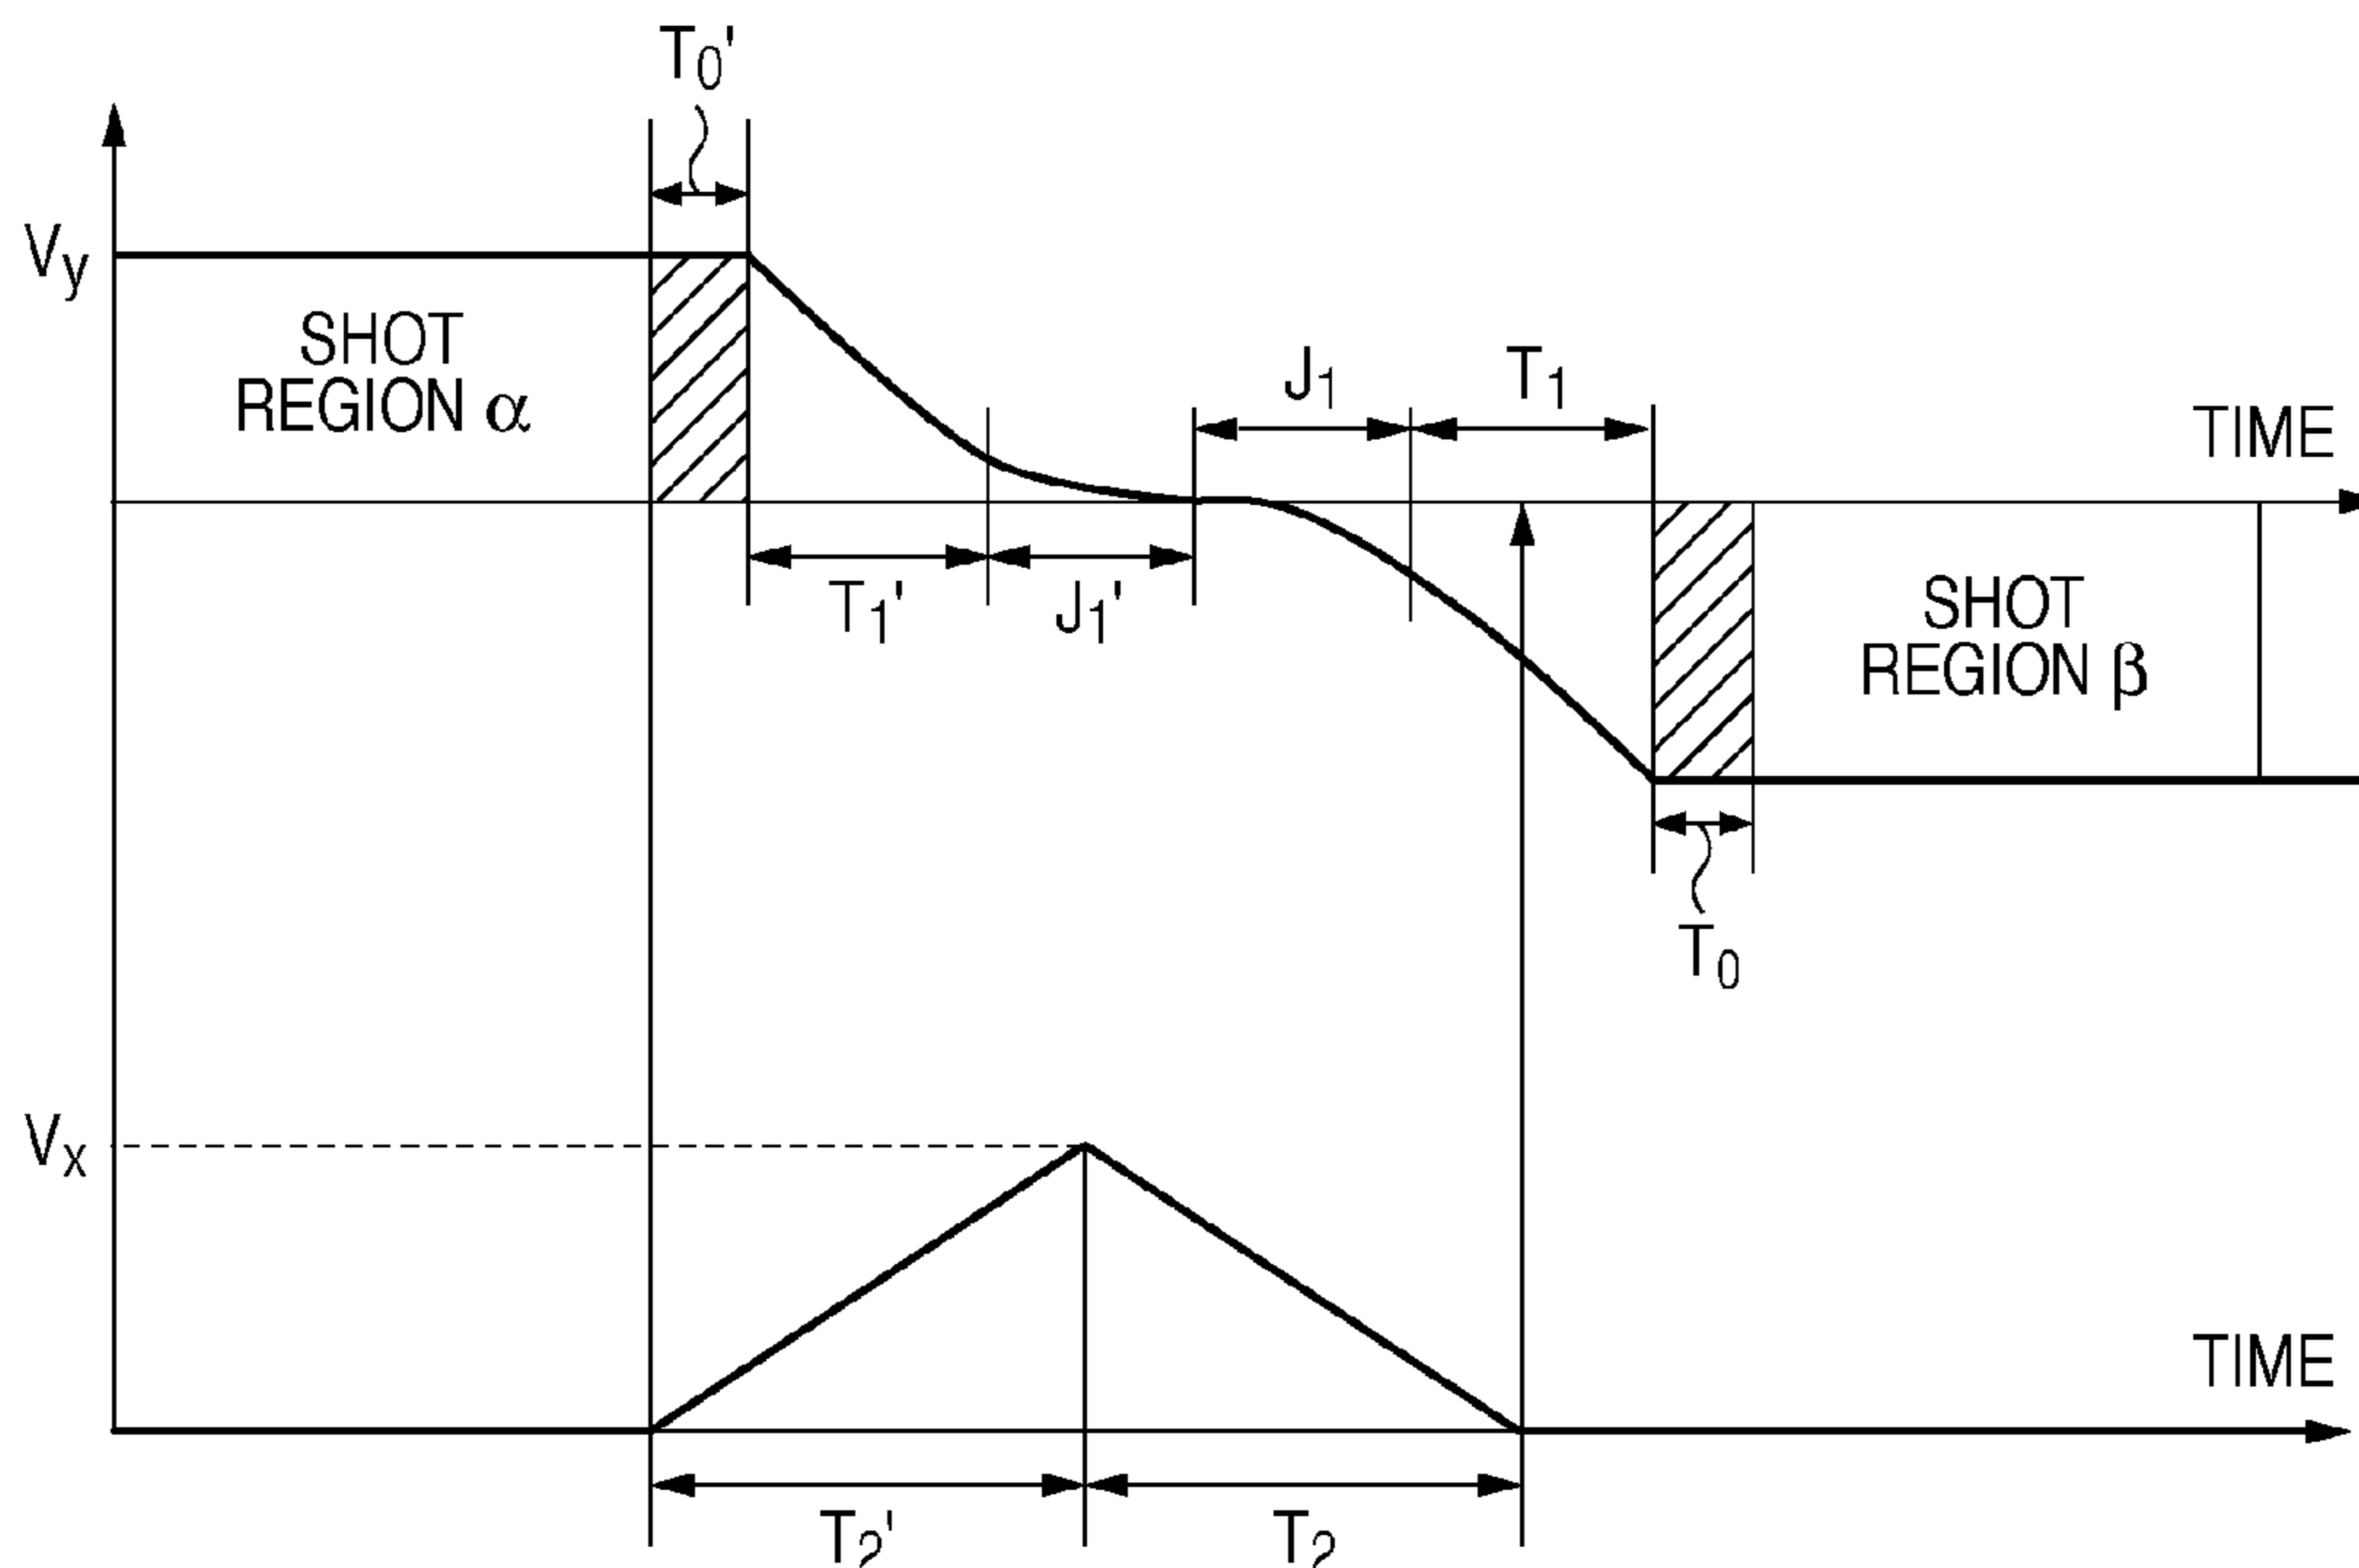 T0'
Vy
SHOT
REGION α
J1
T1
TIME
T1'
J1'
SHOT
REGION β
T0
Vx
TIME
T2'
T2